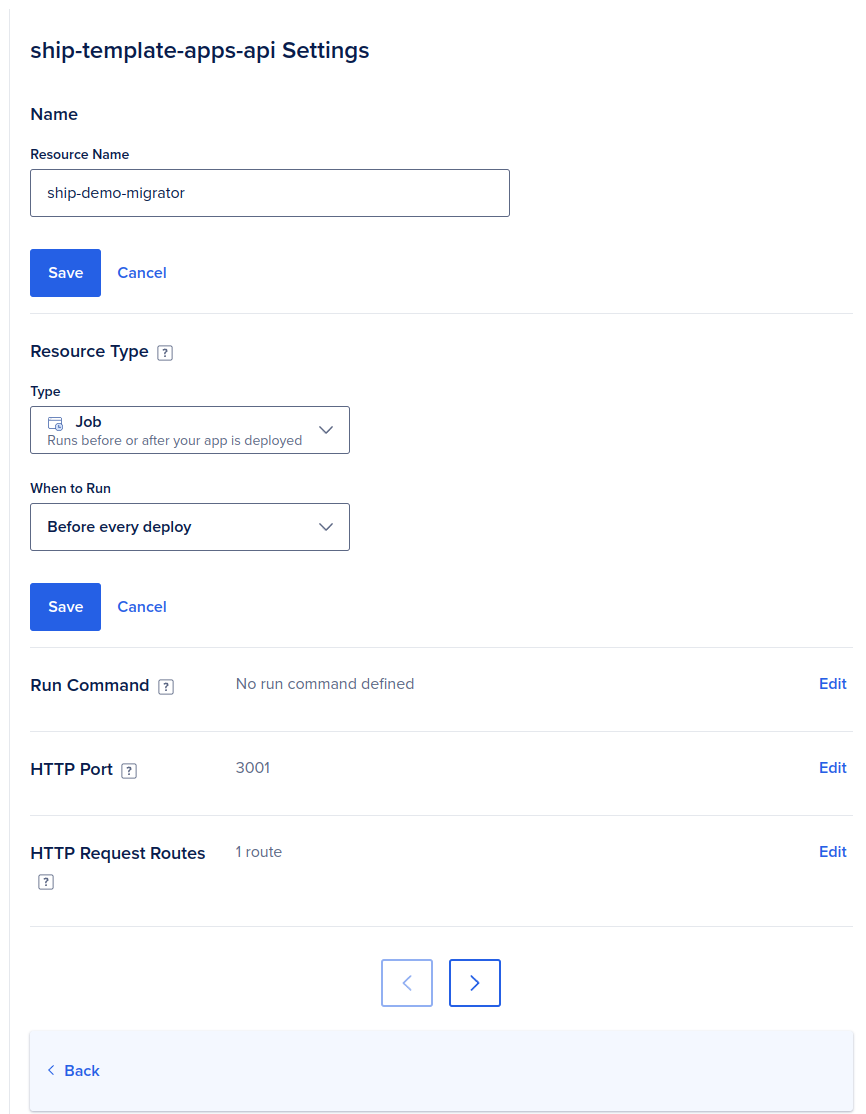 ship-template-apps-api Settings
Name
Resource Name
ship-demo-migrator
Save Cancel
Resource Type ?
Type
Job
Runs before or after your app is deployed
When to Run
Before every deploy
Save Cancel
Run Command ? No run command defined Edit
HTTP Port ? 3001 Edit
HTTP Request Routes 1 route Edit
?
Back